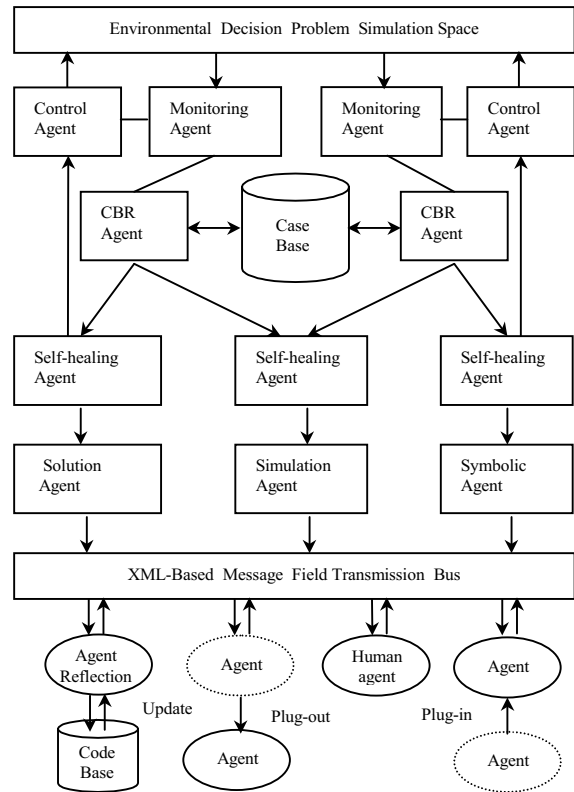 Environmental Decision Problem Simulation Space
Control
Agent
Monitoring
Agent
Monitoring
Agent
Control
Agent
CBR
Agent
Case
Base
CBR
Agent
Self-healing
Agent
Self-healing
Agent
Self-healing
Agent
Solution
Agent
Simulation
Agent
Symbolic
Agent
XML-Based Message Field Transmission Bus
Agent
Reflection
Agent
Human
agent
Agent
Update
Plug-out
Plug-in
Code
Base
Agent
Agent